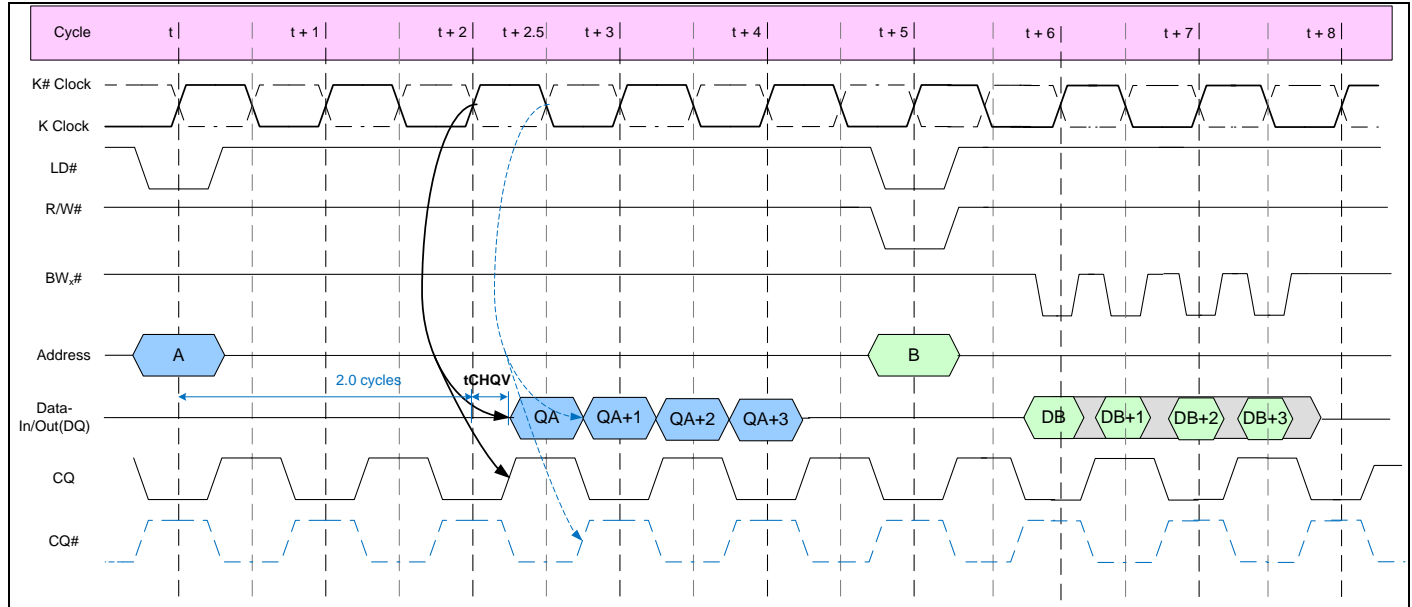 Cycle t t + 1 t + 2 t + 2.5 t + 3 t + 4 t + 5 t + 6 t + 7 t + 8
K# Clock
K Clock
LD#
R/W#
BWx#
Address A B
2.0 cycles tCHQV
Data-
In/Out(DQ) QA QA+1 QA+2 QA+3 DB DB+1 DB+2 DB+3
CQ
CQ#